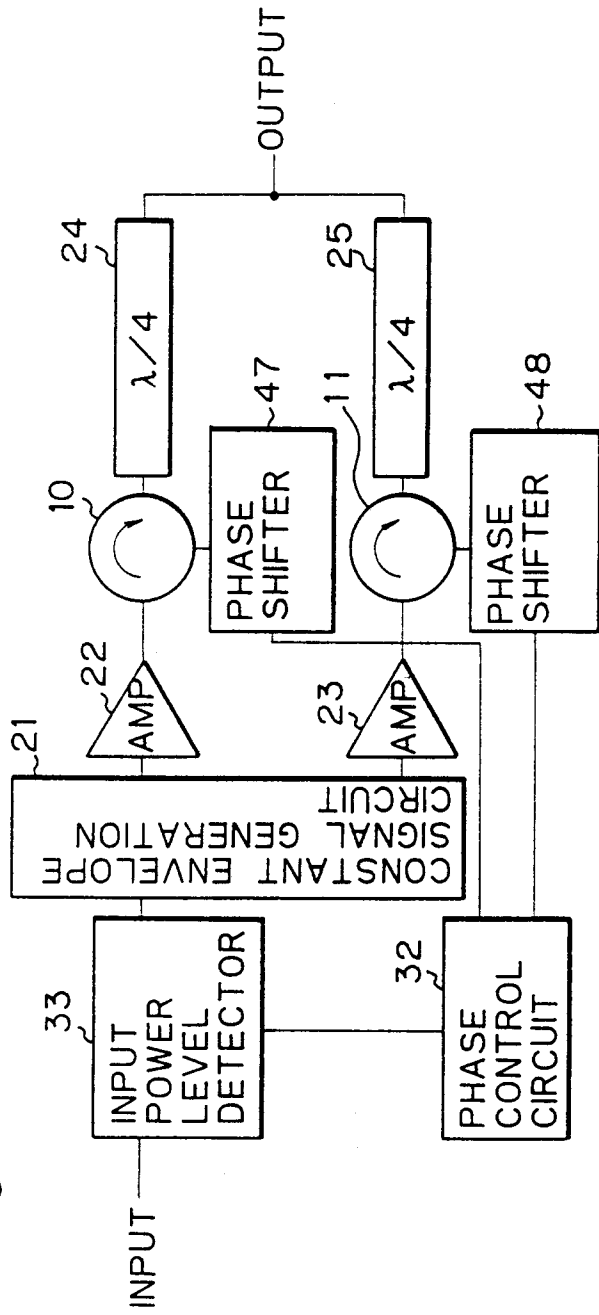 INPUT
33
INPUT
POWER
LEVEL
DETECTOR
21
CONSTANT ENVELOPE
SIGNAL GENERATION
CIRCUIT
22
AMP
23
AMP
10
11
24
λ/4
25
λ/4
47
PHASE
SHIFTER
48
PHASE
SHIFTER
32
PHASE
CONTROL
CIRCUIT
OUTPUT